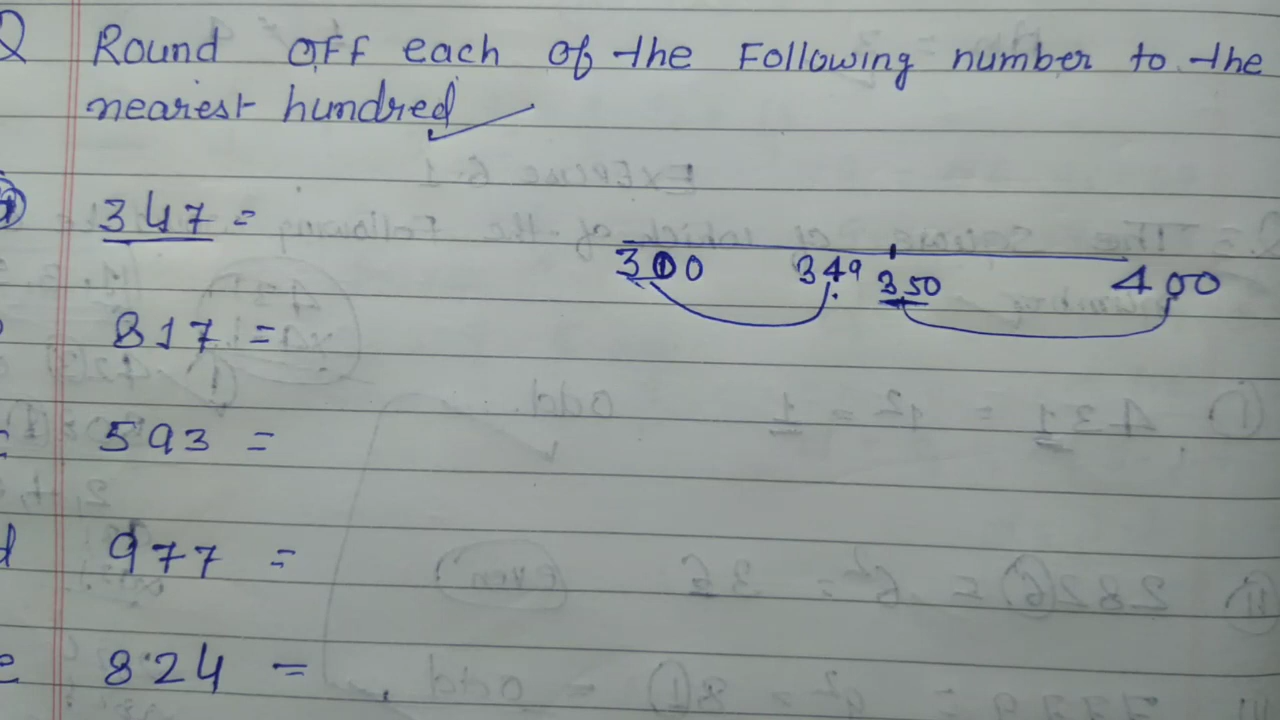 Q Round off each of the Following number to the
nearest hundred
347 =
300 349 350 400
817 =
593 =
d 977 =
e 824 =